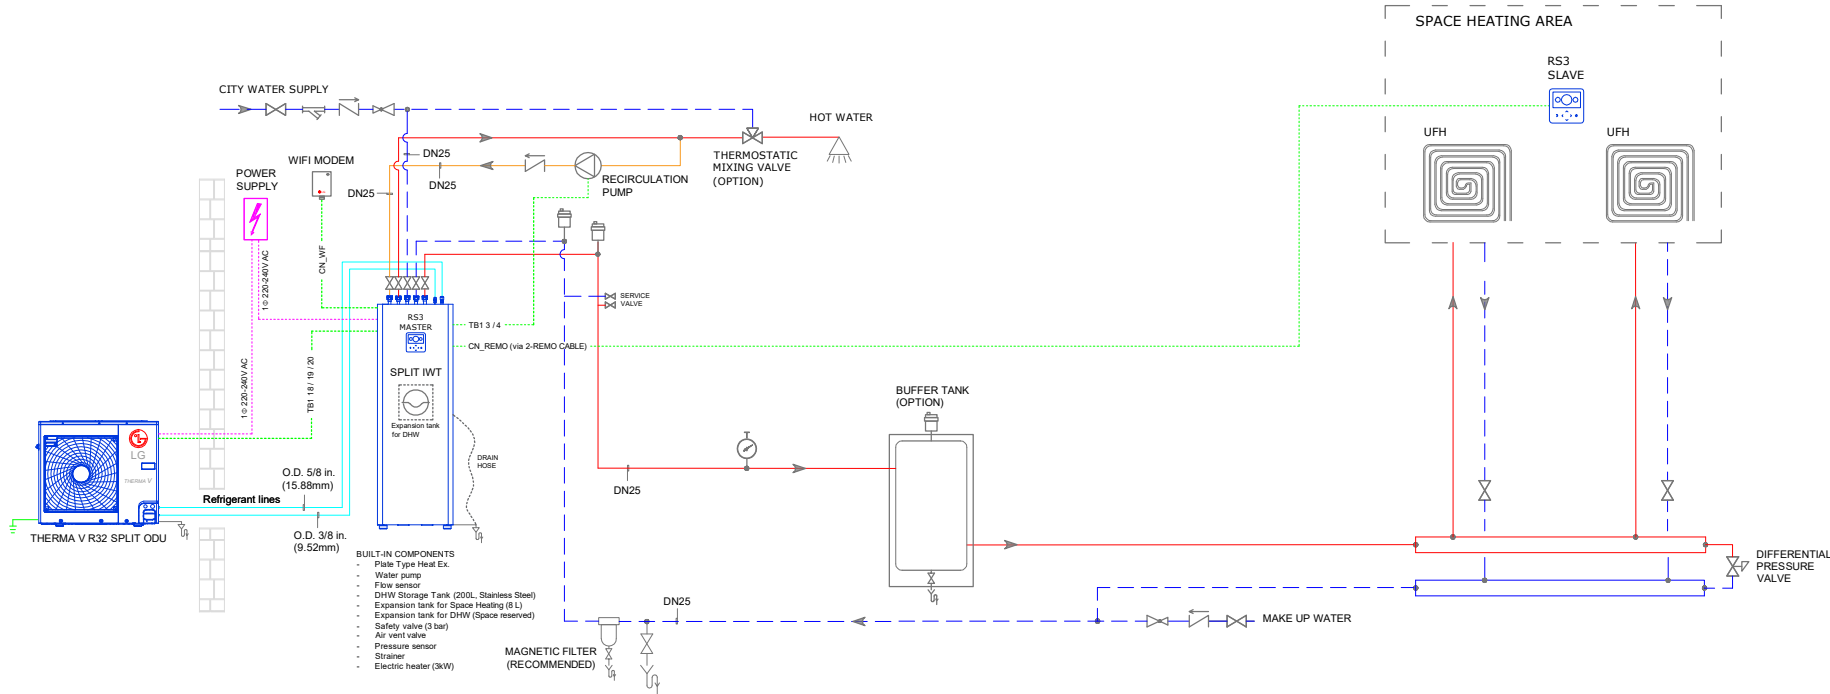 SPACE HEATING AREA
RS3
SLAVE
UFH
UFH
CITY WATER SUPPLY
HOT WATER
DN25
THERMOSTATIC
MIXING VALVE
(OPTION)
WIFI MODEM
POWER
SUPPLY
DN25
DN25
RECIRCULATION
PUMP
CN_WF
1Φ 220-240V AC
SERVICE
VALVE
RS3
MASTER
TB1 3 / 4
CN_REMO (via 2-REMO CABLE)
SPLIT IWT
1Φ 220-240V AC
TB1 18 / 19 / 20
Expansion tank
for DHW
BUFFER TANK
(OPTION)
LG
LG
THERMA V
DRAIN
HOSE
O.D. 5/8 in.
(15.88mm)
DN25
Refrigerant lines
O.D. 3/8 in.
(9.52mm)
THERMA V R32 SPLIT ODU
BUILT-IN COMPONENTS
- Plate Type Heat Ex.
- Water pump
- Flow sensor
- DHW Storage Tank (200L, Stainless Steel)
- Expansion tank for Space Heating (8 L)
- Expansion tank for DHW (Space reserved)
- Safety valve (3 bar)
- Air vent valve
- Pressure sensor
- Strainer
- Electric heater (3kW)
DIFFERENTIAL
PRESSURE
VALVE
DN25
MAKE UP WATER
MAGNETIC FILTER
(RECOMMENDED)